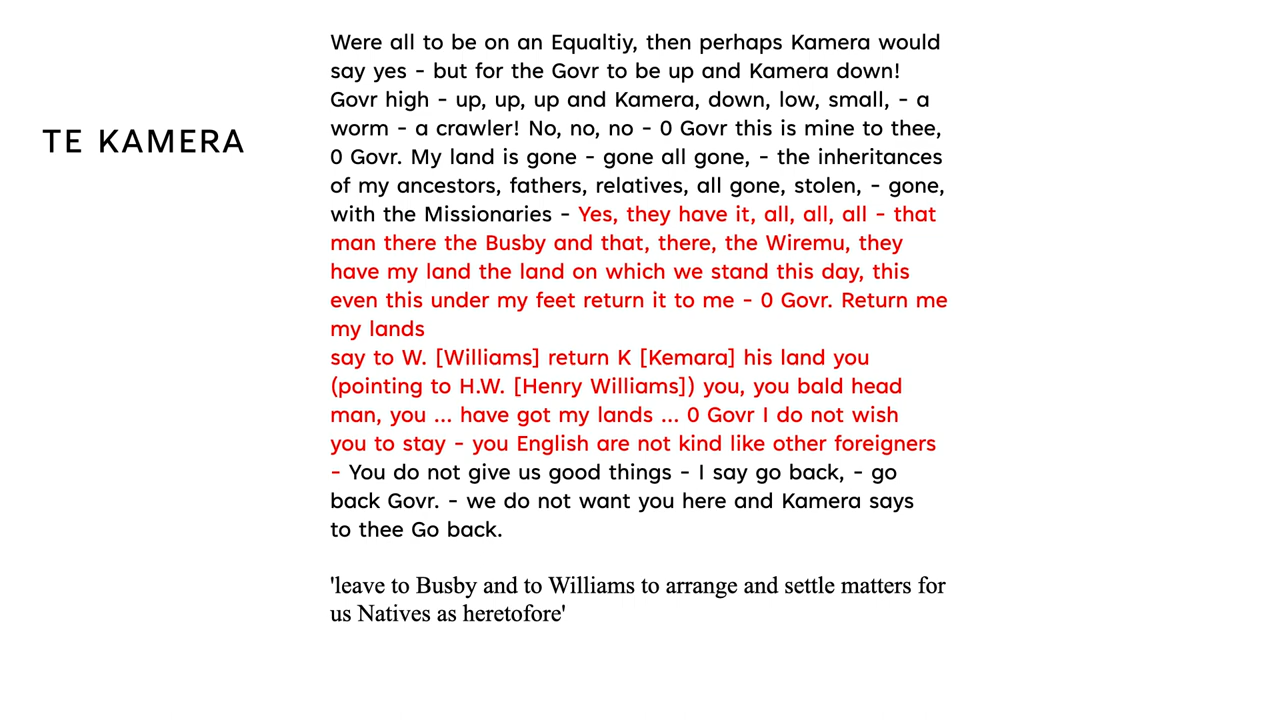 TE KAMERA
Were all to be on an Equaltiy, then perhaps Kamera would
say yes - but for the Govr to be up and Kamera down!
Govr high - up, up, up and Kamera, down, low, small, - a
worm - a crawler! No, no, no - 0 Govr this is mine to thee,
0 Govr. My land is gone - gone all gone, - the inheritances
of my ancestors, fathers, relatives, all gone, stolen, - gone,
with the Missionaries - Yes, they have it, all, all, all - that
man there the Busby and that, there, the Wiremu, they
have my land the land on which we stand this day, this
even this under my feet return it to me - 0 Govr. Return me
my lands
say to W. [Williams] return K [Kemara] his land you
(pointing to H.W. [Henry Williams]) you, you bald head
man, you ... have got my lands ... 0 Govr I do not wish
you to stay - you English are not kind like other foreigners
- You do not give us good things - I say go back, - go
back Govr. - we do not want you here and Kamera says
to thee Go back.
'leave to Busby and to Williams to arrange and settle matters for
us Natives as heretofore'